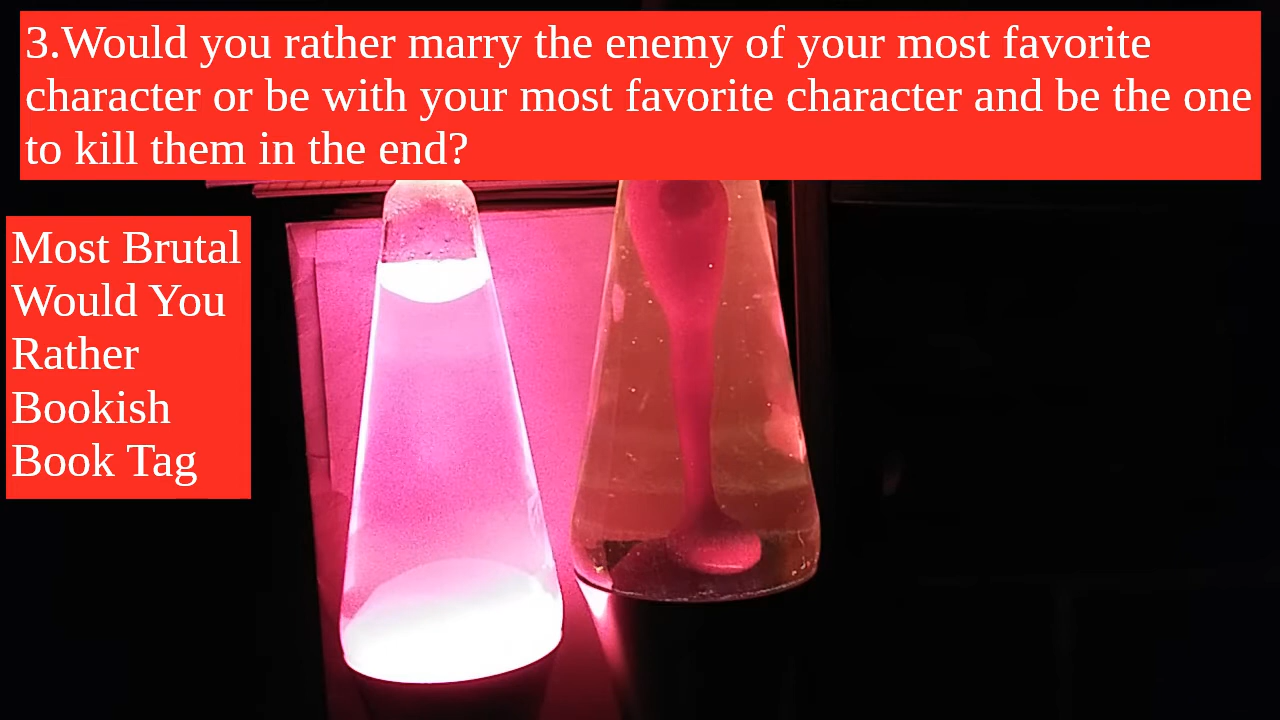 3.Would you rather marry the enemy of your most favorite
character or be with your most favorite character and be the one
to kill them in the end?
Most Brutal
Would You
Rather
Bookish
Book Tag